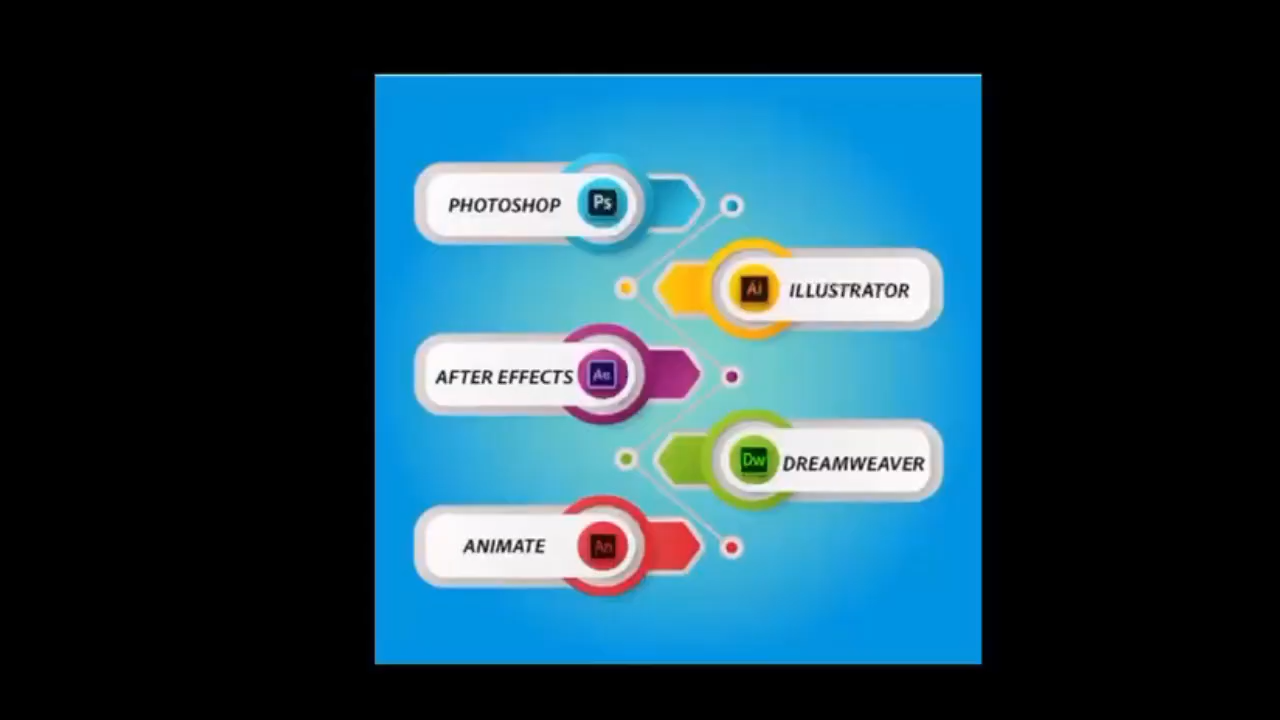 PHOTOSHOP
Ps
Ai
ILLUSTRATOR
AFTER EFFECTS
Ae
Dw
DREAMWEAVER
ANIMATE
An